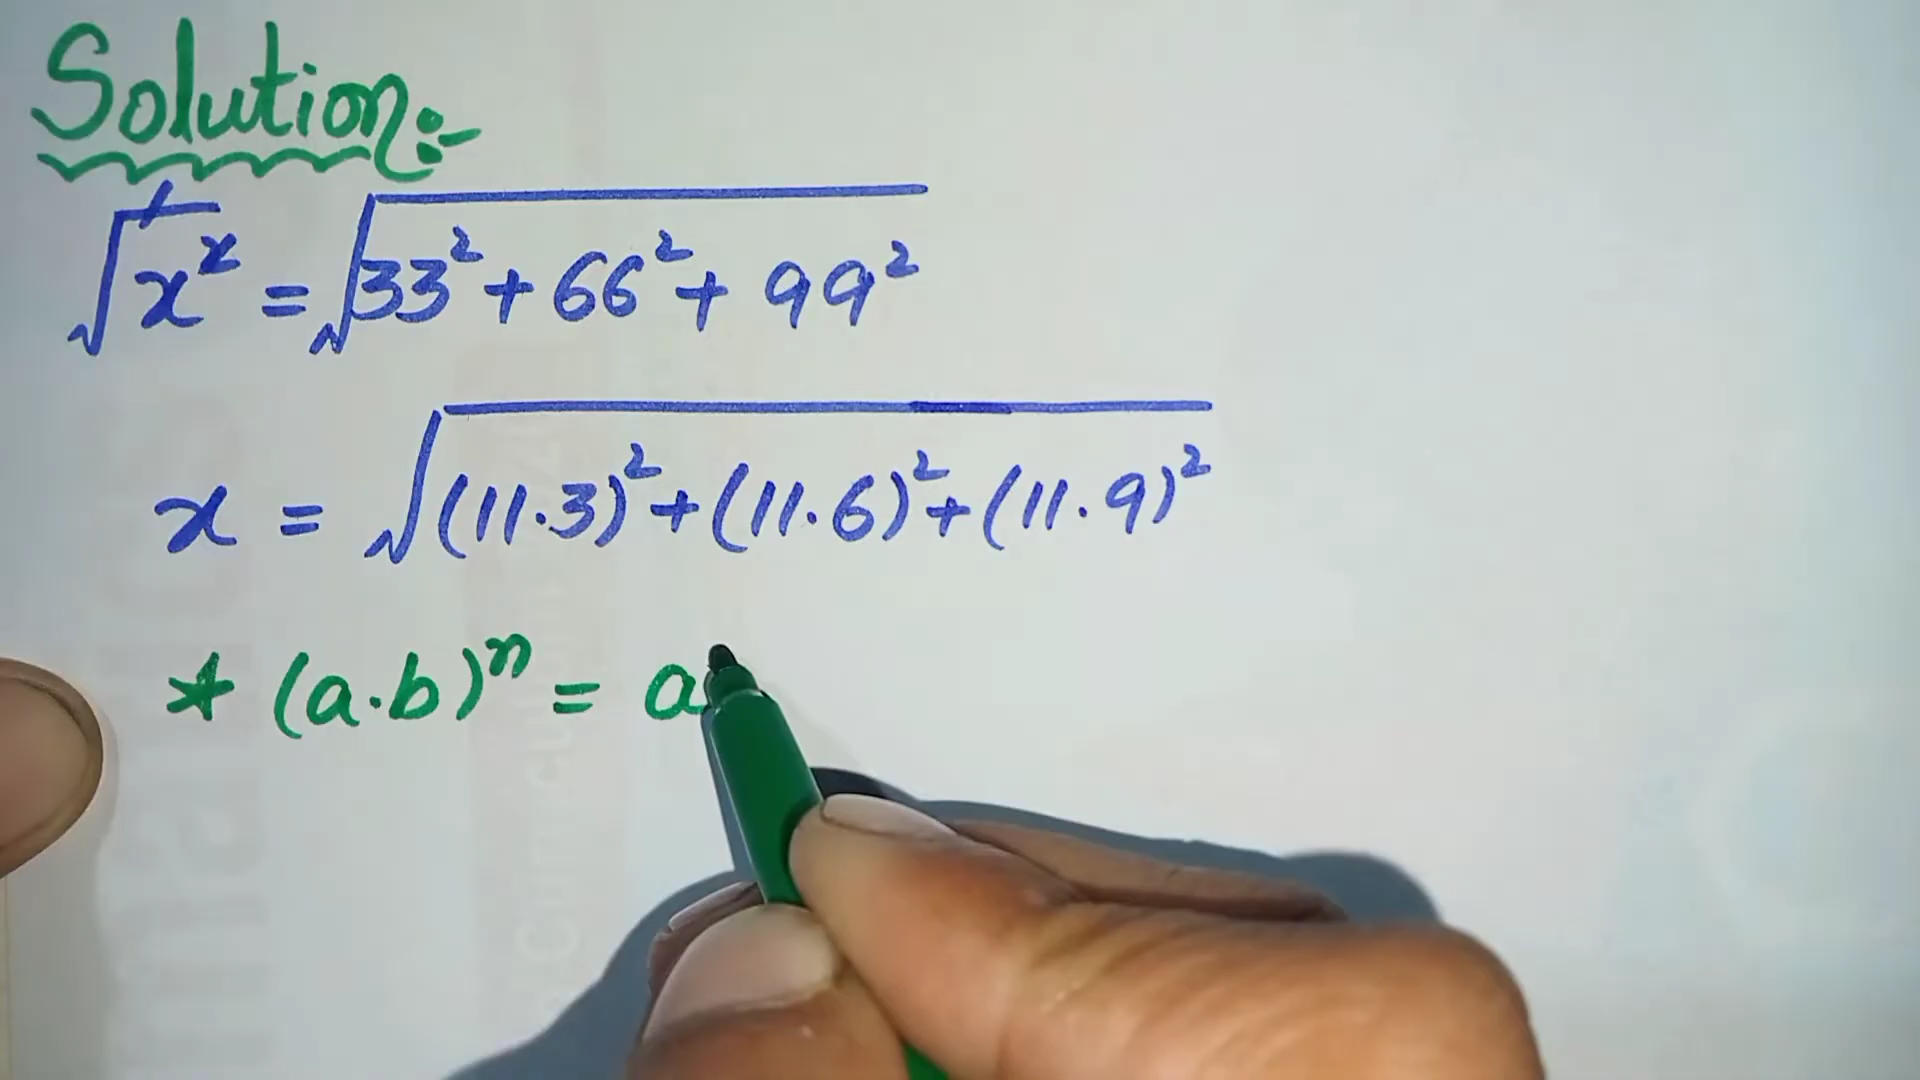 Solution:-
√x² = √33² + 66² + 99²
x = √(11.3)² + (11.6)² + (11.9)²
* (a.b)ⁿ = a